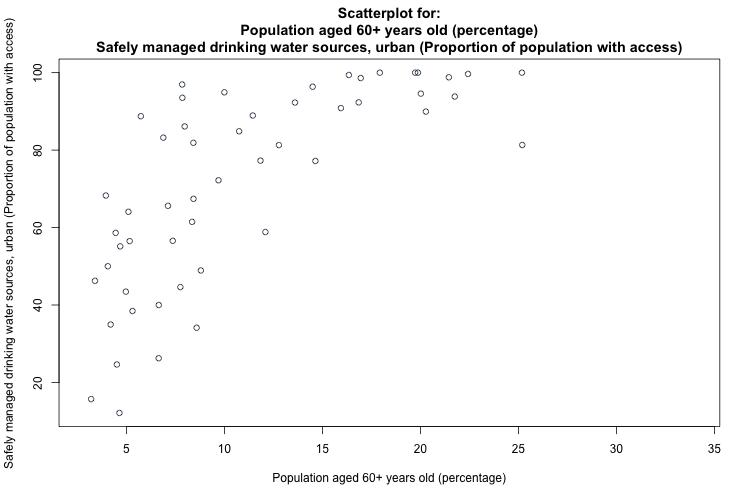 Scatterplot for:
Population aged 60+ years old (percentage)
Safely managed drinking water sources, urban (Proportion of population with access)
Safely managed drinking water sources, urban (Proportion of population with access)
100
80
60
40
20
5 10 15 20 25 30 35
Population aged 60+ years old (percentage)